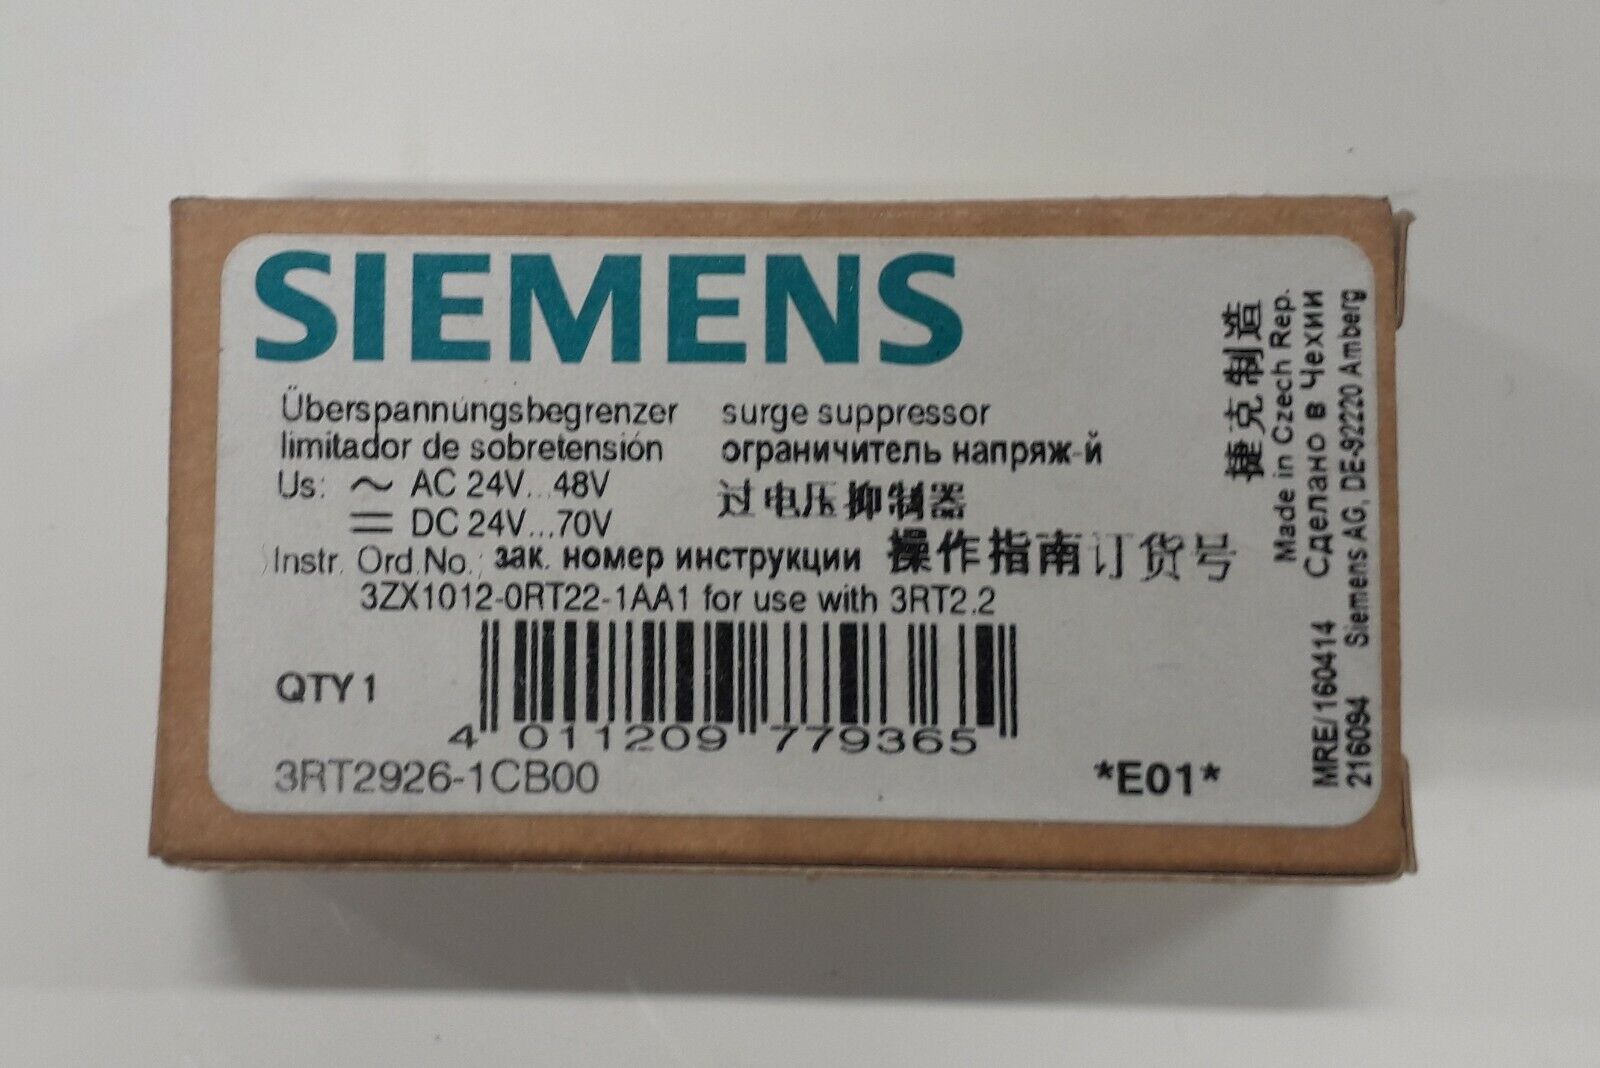 SIEMENS
Überspannungsbegrenzer surge suppressor
limitador de sobretensión ограничитель напряж-й
Us: ~ AC 24V...48V 过电压抑制器
= DC 24V...70V
Instr. Ord.No.: зак. номер инструкции 操作指南订货号
3ZX1012-0RT22-1AA1 for use with 3RT2.2
QTY 1
4 011209 779365
3RT2926-1CB00 *E01*
捷克制造
Made in Czech Rep.
MRE/160414 Сделано в Чехии
216094 Siemens AG, DE-92220 Amberg